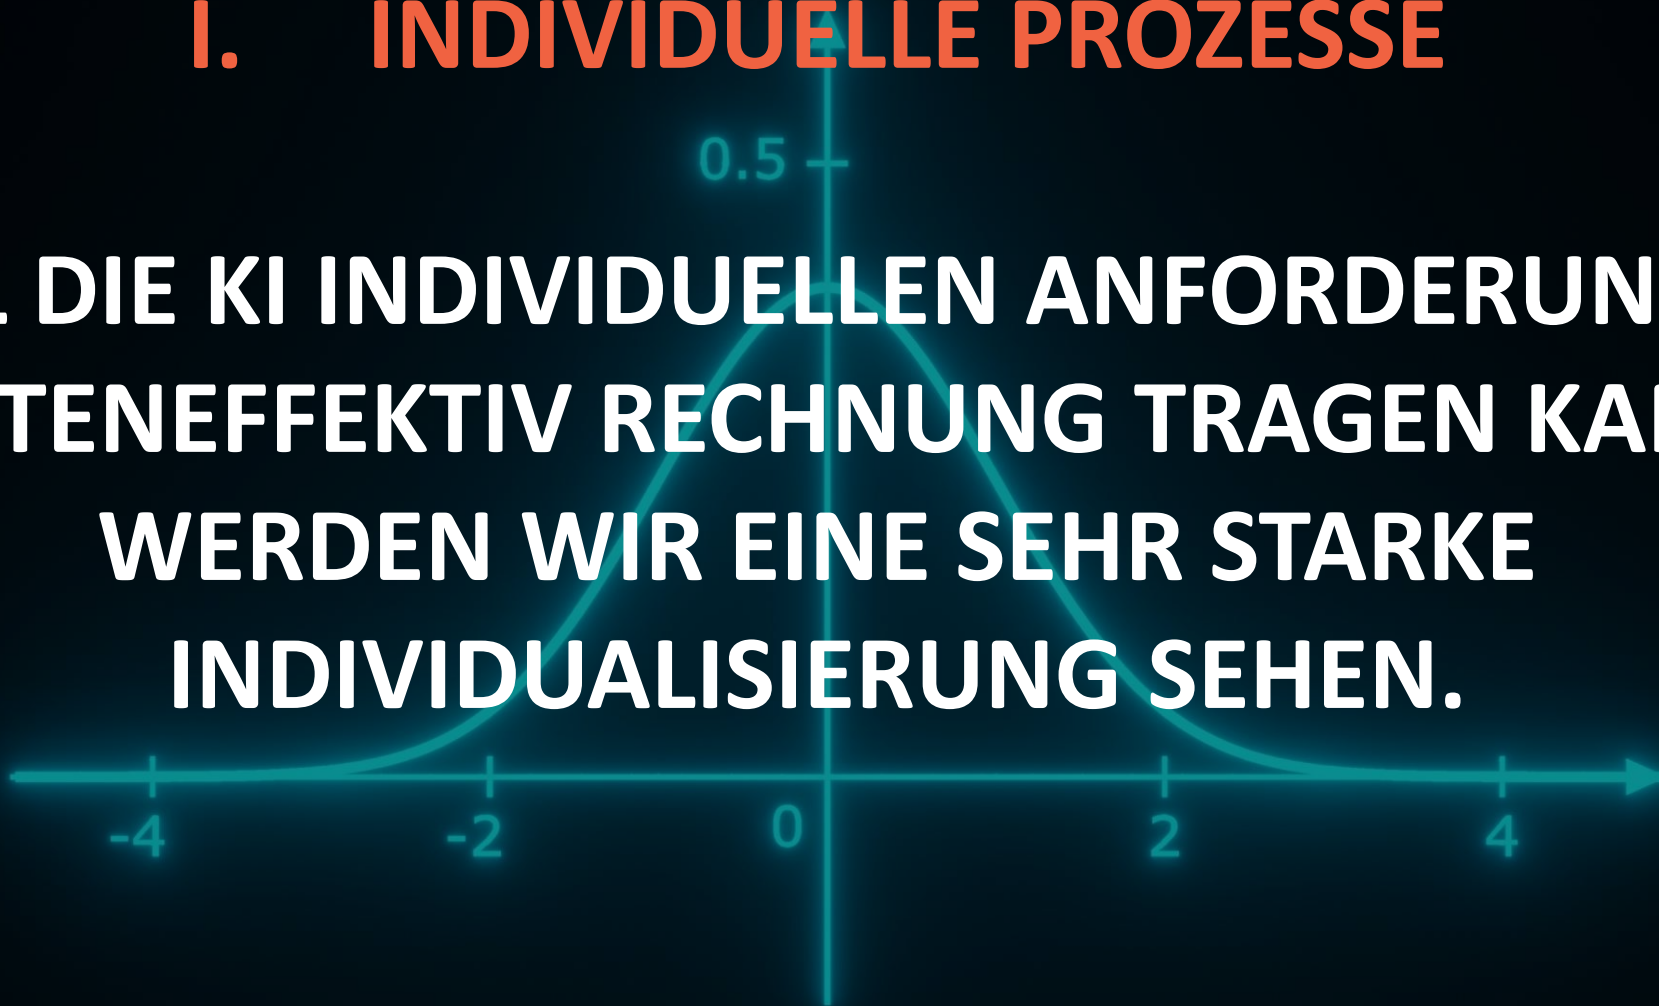 I. INDIVIDUELLE PROZESSE
0.5
DIE KI INDIVIDUELLEN ANFORDERUN
TENEFFEKTIV RECHNUNG TRAGEN KA
WERDEN WIR EINE SEHR STARKE
INDIVIDUALISIERUNG SEHEN.
-4 -2 0 2 4